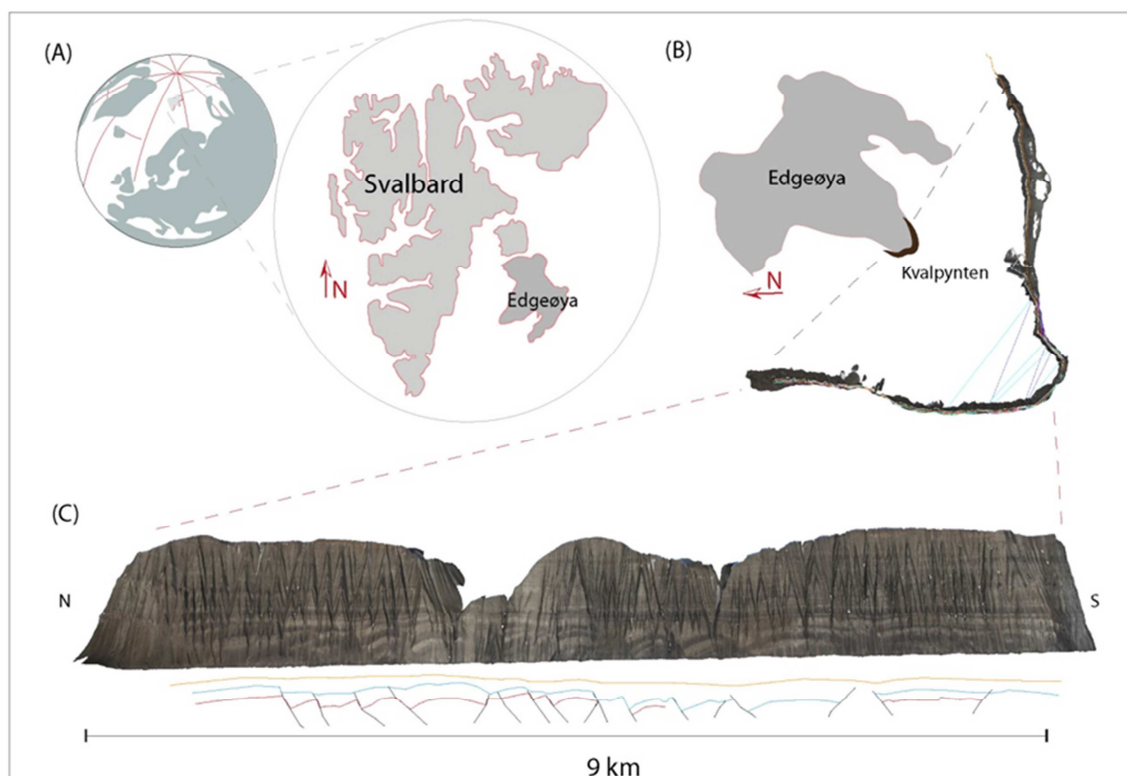 (A)
Svalbard
N
Edgeøya
(B)
Edgeøya
N
Kvalpynten
(C)
N
S
9 km